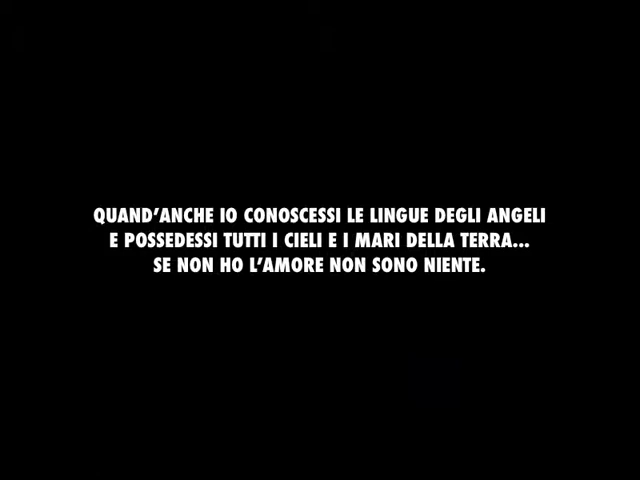 QUAND'ANCHE IO CONOSCESSI LE LINGUE DEGLI ANGELI
E POSSEDESSI TUTTI I CIELI E I MARI DELLA TERRA...
SE NON HO L'AMORE NON SONO NIENTE.